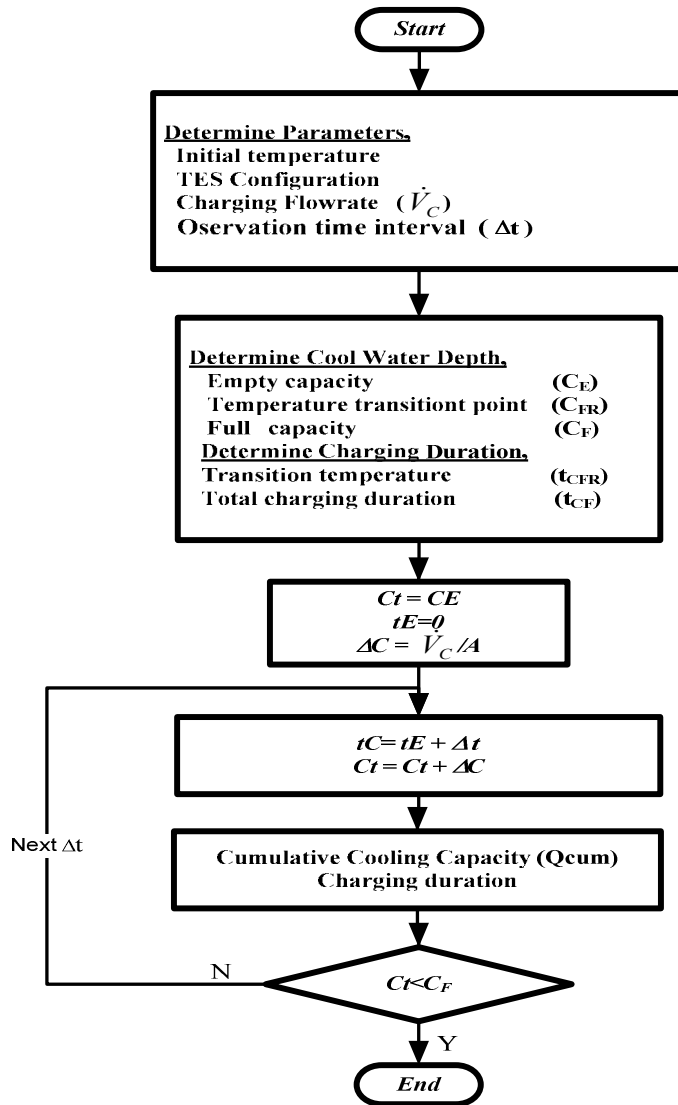 Start
Determine Parameters,
Initial temperature
TES Configuration
Charging Flowrate (V̇C)
Oservation time interval (Δt)
Determine Cool Water Depth,
Empty capacity (CE)
Temperature transitiont point (CFR)
Full capacity (CF)
Determine Charging Duration,
Transition temperature (tCFR)
Total charging duration (tCF)
Ct = CE
tE=0
ΔC = V̇C /A
tC= tE + Δt
Ct = Ct + ΔC
Next Δt
Cumulative Cooling Capacity (Qcum)
Charging duration
N
Ct<CF
Y
End